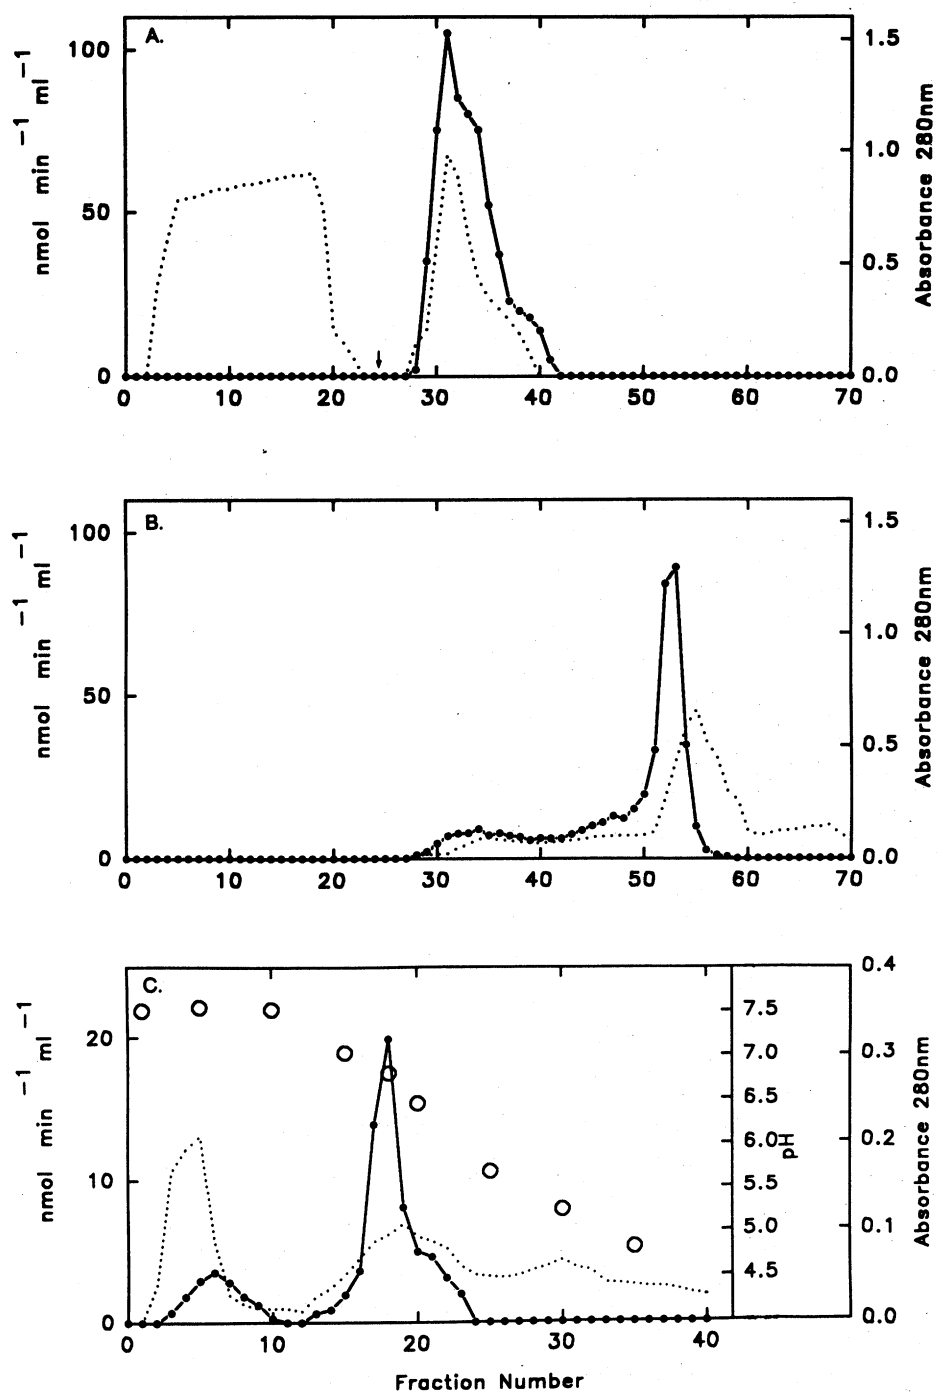 A.
100
50
0
nmol min −1 ml −1
1.5
1.0
0.5
0.0
Absorbance 280nm
0 10 20 30 40 50 60 70
B.
100
50
0
nmol min −1 ml −1
1.5
1.0
0.5
0.0
Absorbance 280nm
0 10 20 30 40 50 60 70
C.
20
10
0
nmol min −1 ml −1
7.5
7.0
6.5
6.0
5.5
5.0
4.5
pH
0.4
0.3
0.2
0.1
0.0
Absorbance 280nm
0 10 20 30 40
Fraction Number